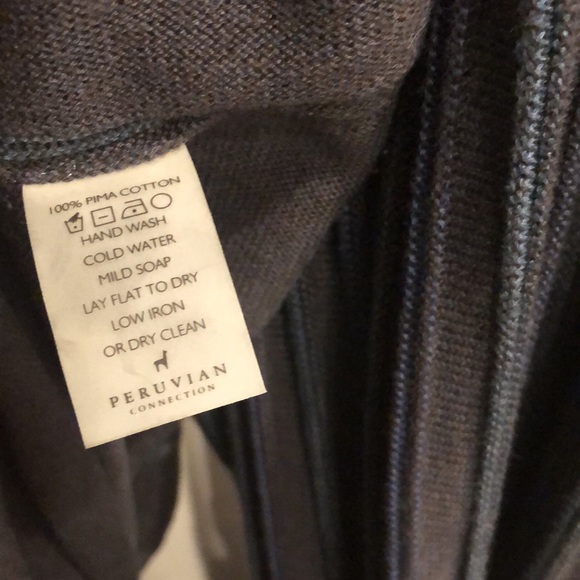 100% PIMA COTTON
HAND WASH
COLD WATER
MILD SOAP
LAY FLAT TO DRY
LOW IRON
OR DRY CLEAN
PERUVIAN
CONNECTION